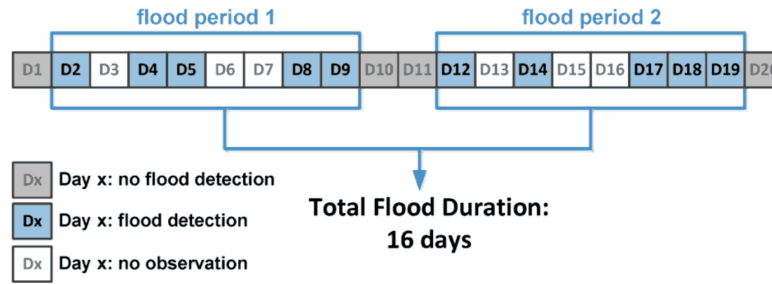 flood period 1 flood period 2
D1 D2 D3 D4 D5 D6 D7 D8 D9 D10 D11 D12 D13 D14 D15 D16 D17 D18 D19 D20
Dx Day x: no flood detection
Dx Day x: flood detection
Dx Day x: no observation
Total Flood Duration:
16 days